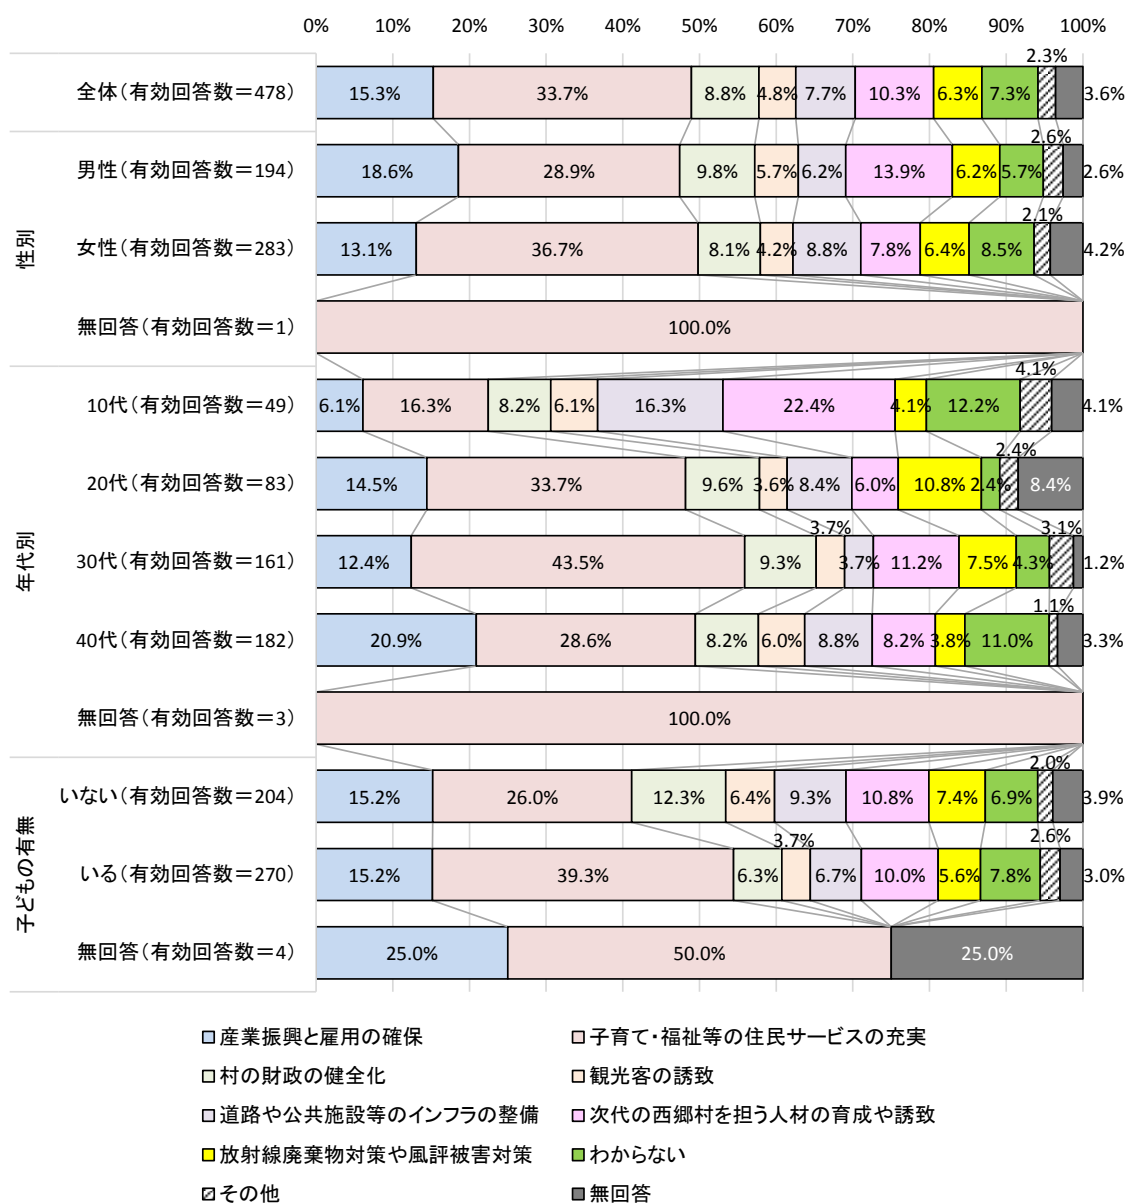 0% 10% 20% 30% 40% 50% 60% 70% 80% 90% 100%
2.3%
全体(有効回答数=478) 15.3% 33.7% 8.8% 4.8% 7.7% 10.3% 6.3% 7.3% 3.6%
性別
2.6%
男性(有効回答数=194) 18.6% 28.9% 9.8% 5.7% 6.2% 13.9% 6.2% 5.7% 2.6%
2.1%
女性(有効回答数=283) 13.1% 36.7% 8.1% 4.2% 8.8% 7.8% 6.4% 8.5% 4.2%
無回答(有効回答数=1) 100.0%
年代別
4.1%
10代(有効回答数=49) 6.1% 16.3% 8.2% 6.1% 16.3% 22.4% 4.1% 12.2% 4.1%
2.4%
20代(有効回答数=83) 14.5% 33.7% 9.6% 3.6% 8.4% 6.0% 10.8% 2.4% 8.4%
3.7% 3.1%
30代(有効回答数=161) 12.4% 43.5% 9.3% 3.7% 11.2% 7.5% 4.3% 1.2%
1.1%
40代(有効回答数=182) 20.9% 28.6% 8.2% 6.0% 8.8% 8.2% 3.8% 11.0% 3.3%
無回答(有効回答数=3) 100.0%
子どもの有無
2.0%
いない(有効回答数=204) 15.2% 26.0% 12.3% 6.4% 9.3% 10.8% 7.4% 6.9% 3.9%
3.7% 2.6%
いる(有効回答数=270) 15.2% 39.3% 6.3% 6.7% 10.0% 5.6% 7.8% 3.0%
無回答(有効回答数=4) 25.0% 50.0% 25.0%
産業振興と雇用の確保 子育て・福祉等の住民サービスの充実
村の財政の健全化 観光客の誘致
道路や公共施設等のインフラの整備 次代の西郷村を担う人材の育成や誘致
放射線廃棄物対策や風評被害対策 わからない
その他 無回答